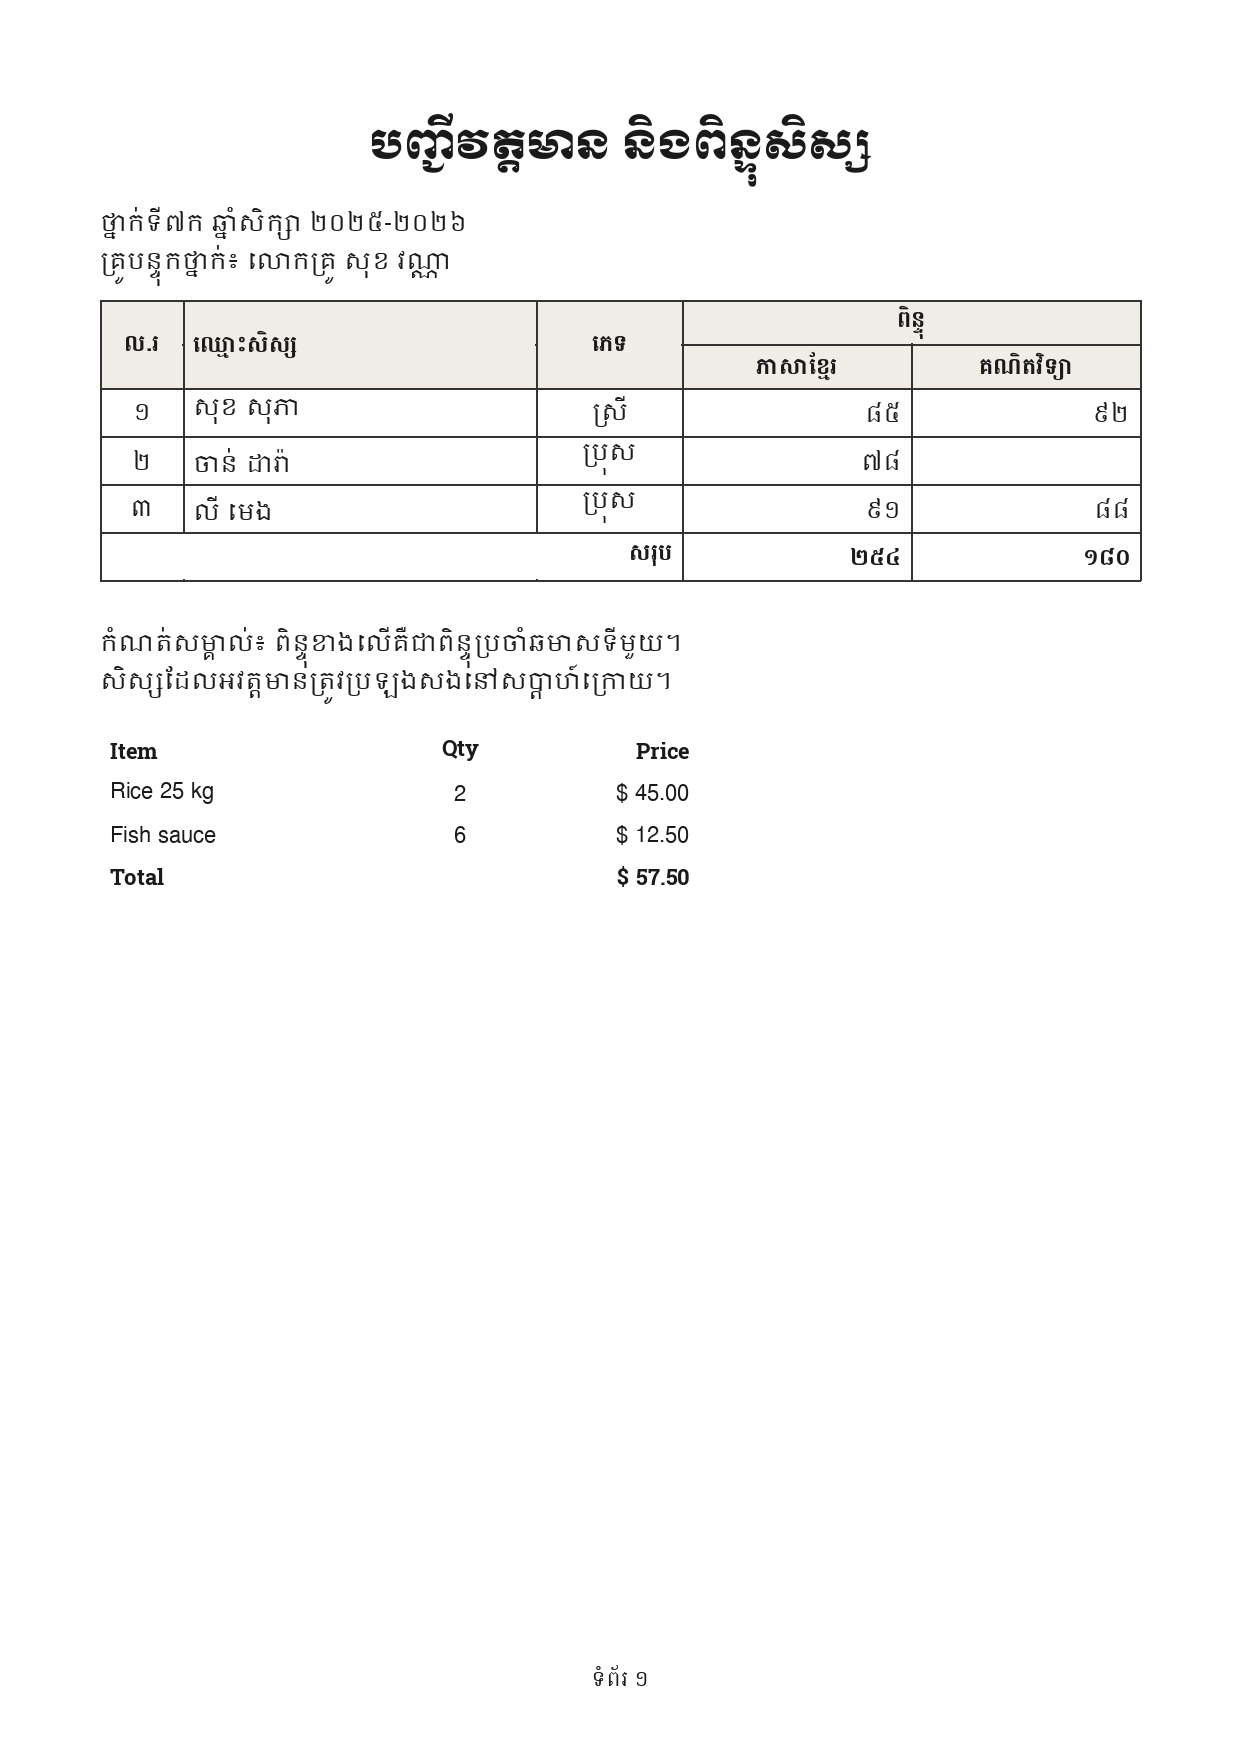 បញ្ជីវត្តមាន និងពិន្ទុសិស្ស
ថ្នាក់ទី៧ក ឆ្នាំសិក្សា ២០២៥-២០២៦
គ្រូបន្ទុកថ្នាក់៖ លោកគ្រូ សុខ វណ្ណា
ល.រ ឈ្មោះសិស្ស ភេទ ពិន្ទុ
ភាសាខ្មែរ គណិតវិទ្យា
១ សុខ សុភា ស្រី ៨៥ ៩២
២ ចាន់ ដារ៉ា ប្រុស ៧៨
៣ លី មេង ប្រុស ៩១ ៨៨
សរុប ២៥៤ ១៨០
កំណត់សម្គាល់៖ ពិន្ទុខាងលើគឺជាពិន្ទុប្រចាំឆមាសទីមួយ។
សិស្សដែលអវត្តមានត្រូវប្រឡងសងនៅសប្ដាហ៍ក្រោយ។
Item Qty Price
Rice 25 kg 2 $ 45.00
Fish sauce 6 $ 12.50
Total $ 57.50
ទំព័រ ១